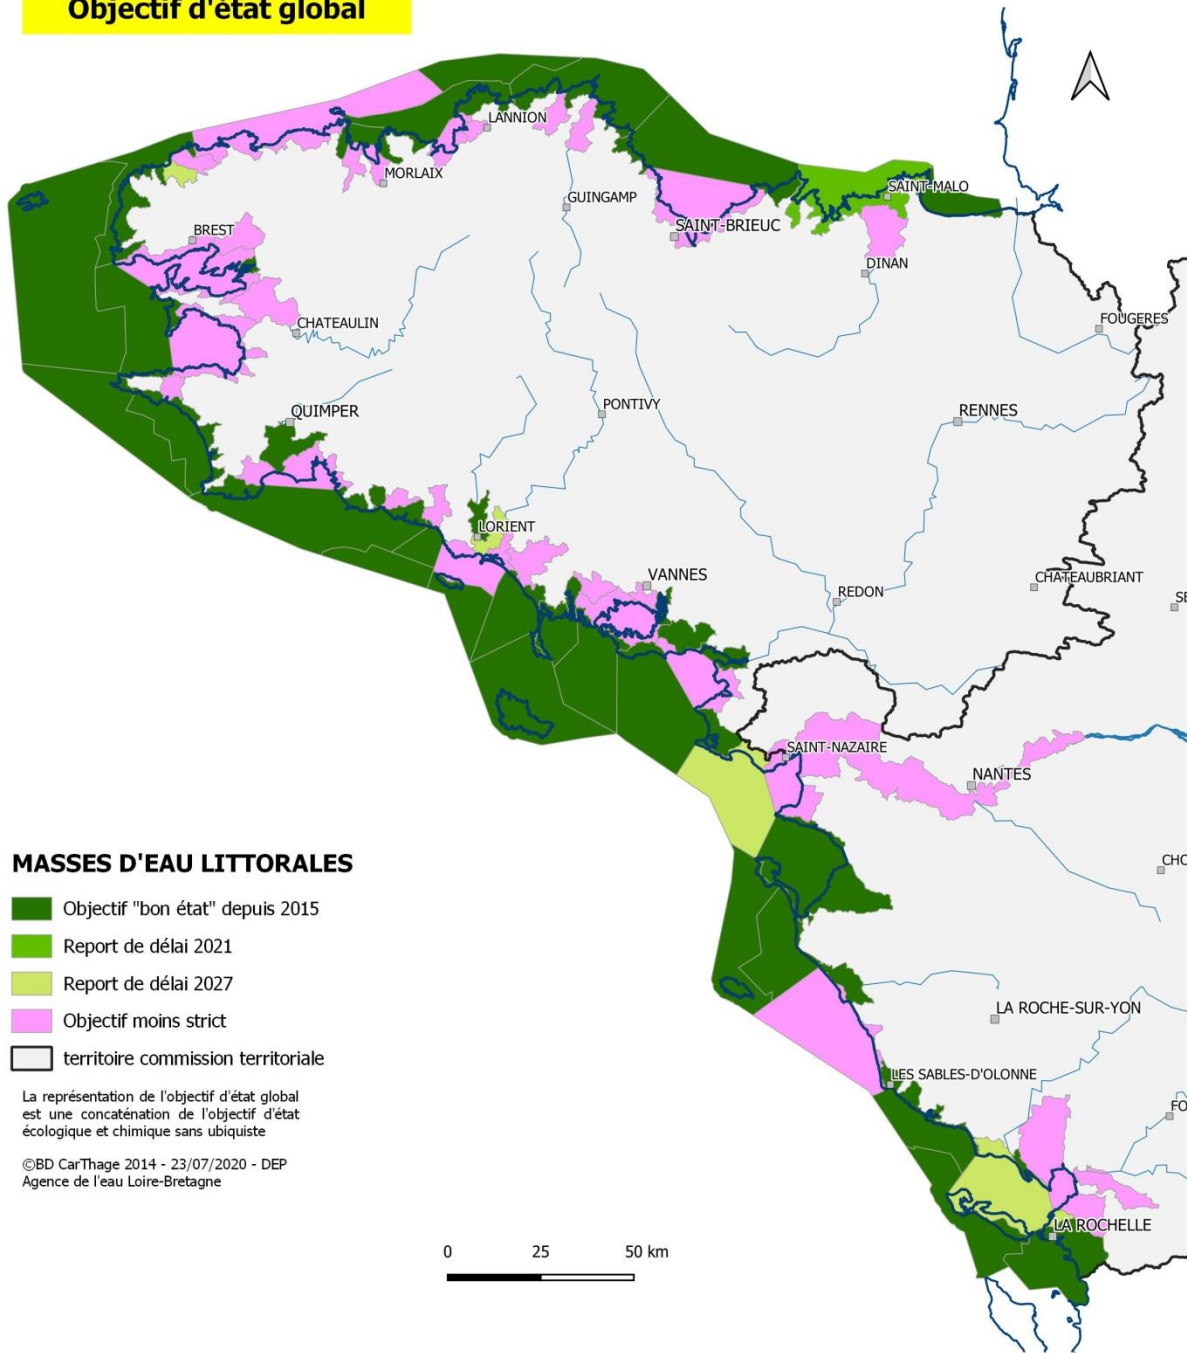 Objectif d'état global
LANNION
MORLAIX
GUINGAMP
SAINT-MALO
SAINT-BRIEUC
BREST
DINAN
CHATEAULIN
FOUGERES
PONTIVY
QUIMPER
RENNES
LORIENT
VANNES
REDON
CHATEAUBRIANT
SE
SAINT-NAZAIRE
NANTES
CHO
LA ROCHE-SUR-YON
LES SABLES-D'OLONNE
FO
LA ROCHELLE
MASSES D'EAU LITTORALES
Objectif "bon état" depuis 2015
Report de délai 2021
Report de délai 2027
Objectif moins strict
territoire commission territoriale
La représentation de l'objectif d'état global
est une concaténation de l'objectif d'état
écologique et chimique sans ubiquiste
©BD CarThage 2014 - 23/07/2020 - DEP
Agence de l'eau Loire-Bretagne
0 25 50 km